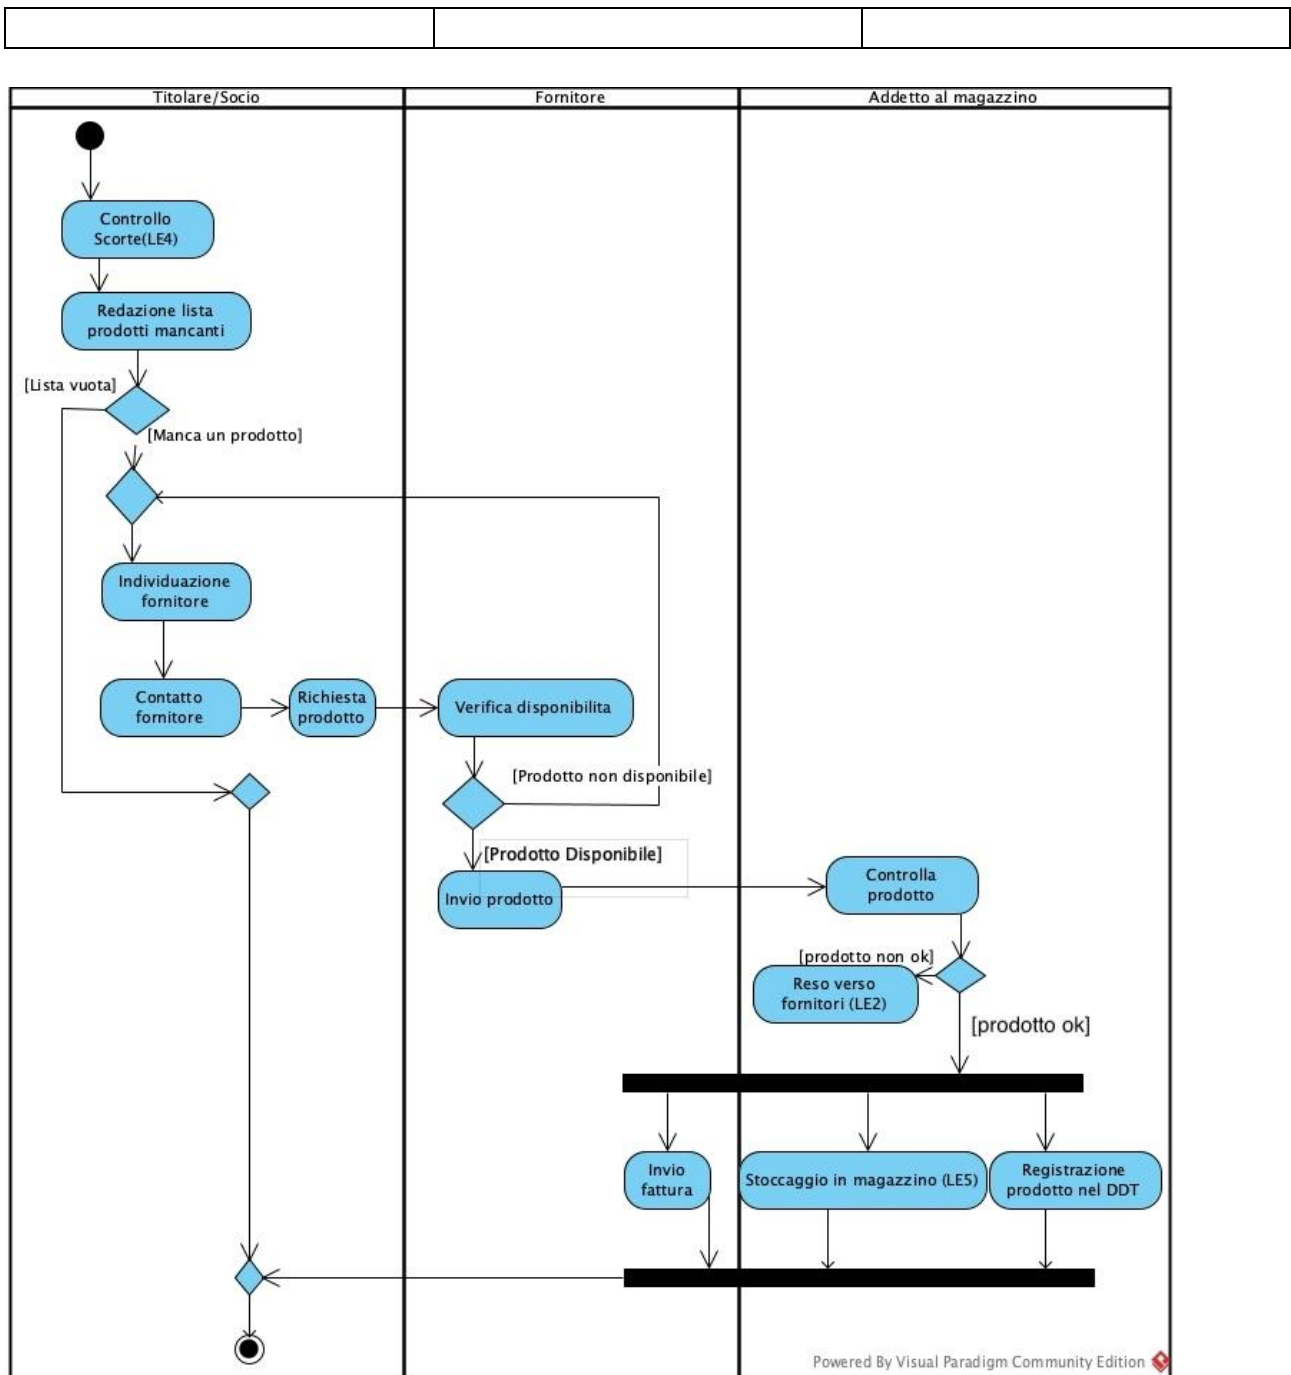 Titolare/Socio
Fornitore
Addetto al magazzino
Controllo
Scorte(LE4)
Redazione lista
prodotti mancanti
[Lista vuota]
[Manca un prodotto]
Individuazione
fornitore
Contatto
fornitore
Richiesta
prodotto
Verifica disponibilita
[Prodotto non disponibile]
[Prodotto Disponibile]
Invio prodotto
Controlla
prodotto
[prodotto non ok]
Reso verso
fornitori (LE2)
[prodotto ok]
Invio
fattura
Stoccaggio in magazzino (LE5)
Registrazione
prodotto nel DDT
Powered By Visual Paradigm Community Edition